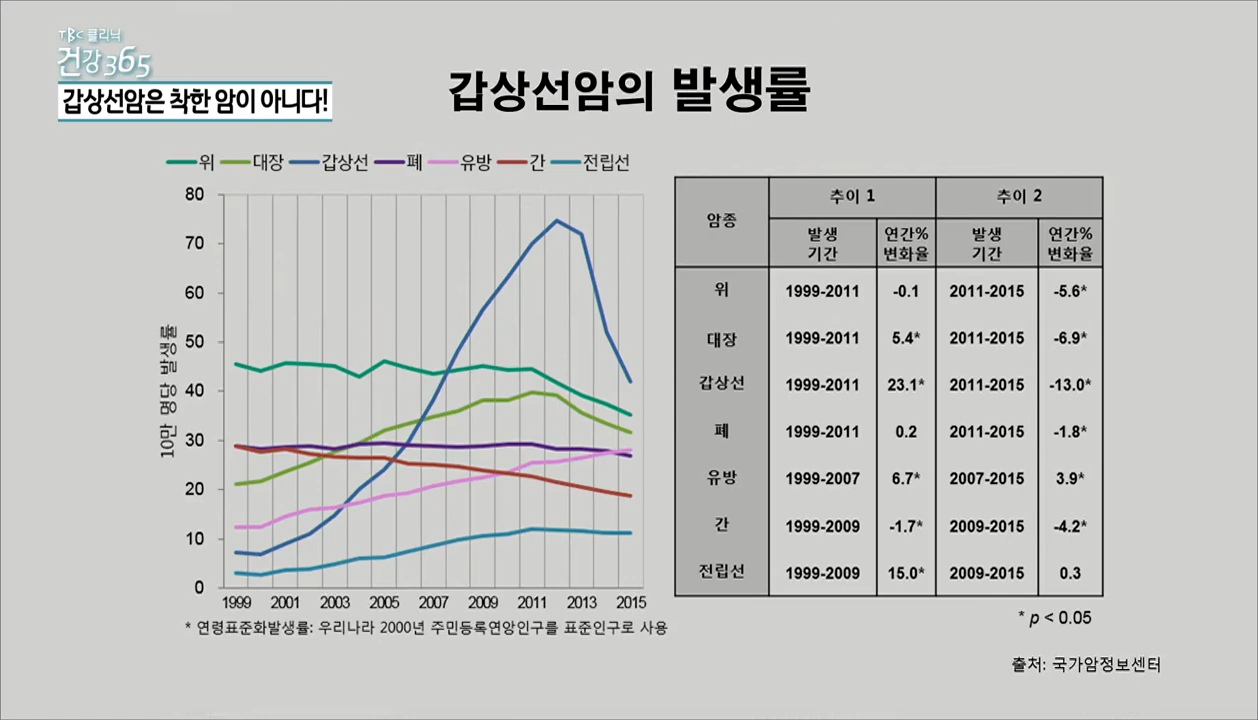 TBC 클리닉
건강365
갑상선암은 착한 암이 아니다!
갑상선암의 발생률
위 대장 갑상선 폐 유방 간 전립선
10만 명당 발생률
80
70
60
50
40
30
20
10
0
1999 2001 2003 2005 2007 2009 2011 2013 2015
* 연령표준화발생률: 우리나라 2000년 주민등록연앙인구를 표준인구로 사용
암종 추이 1 추이 2
발생 기간 연간% 변화율 발생 기간 연간% 변화율
위 1999-2011 -0.1 2011-2015 -5.6*
대장 1999-2011 5.4* 2011-2015 -6.9*
갑상선 1999-2011 23.1* 2011-2015 -13.0*
폐 1999-2011 0.2 2011-2015 -1.8*
유방 1999-2007 6.7* 2007-2015 3.9*
간 1999-2009 -1.7* 2009-2015 -4.2*
전립선 1999-2009 15.0* 2009-2015 0.3
* p < 0.05
출처: 국가암정보센터